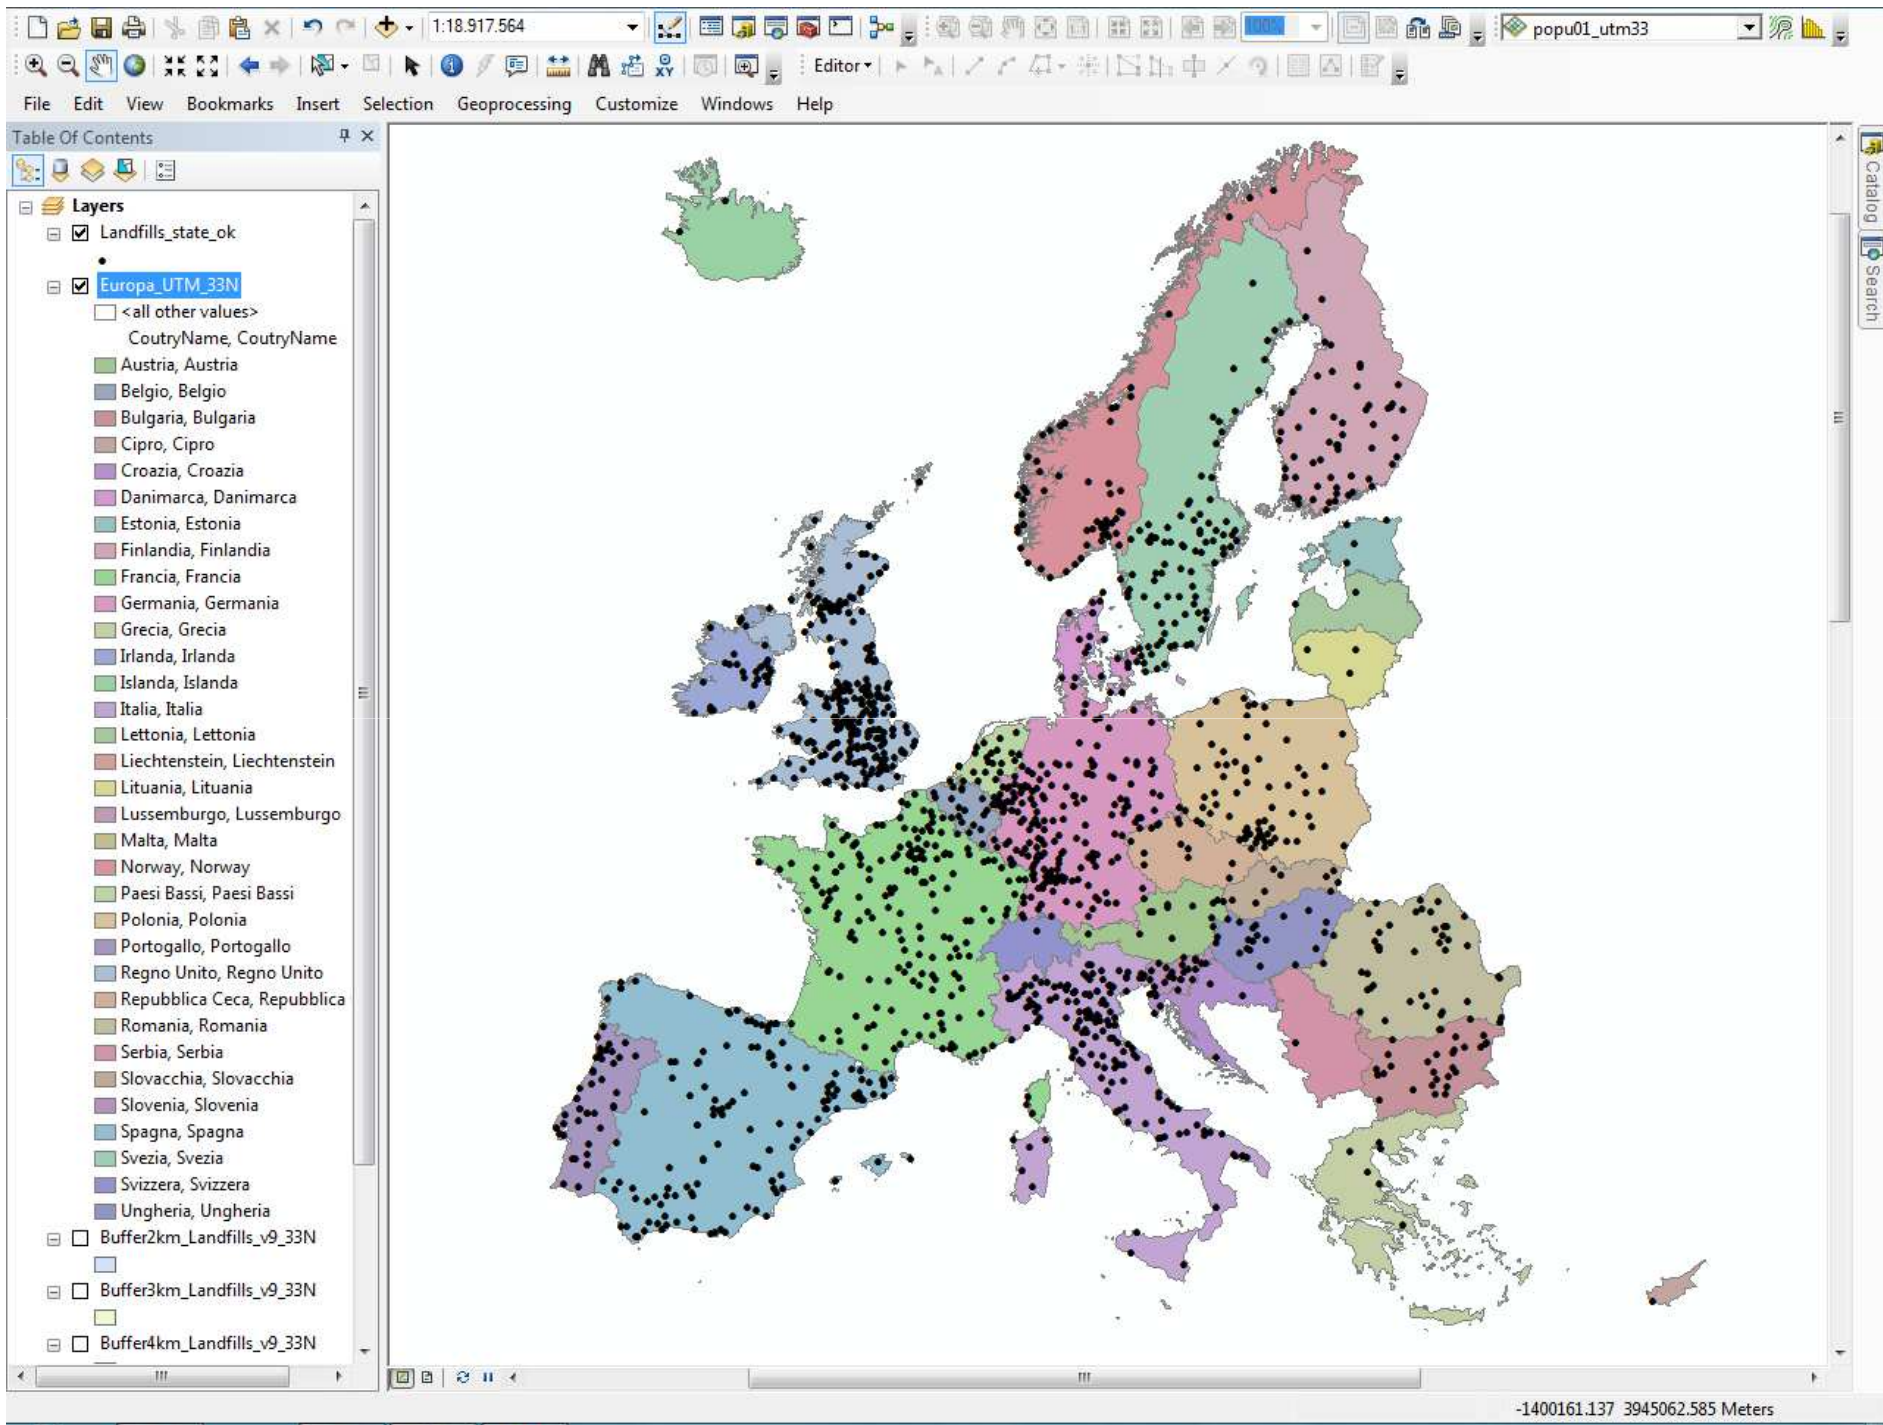 1:18.917.564
100%
popu01_utm33
Editor
File Edit View Bookmarks Insert Selection Geoprocessing Customize Windows Help
Table Of Contents
Layers
Landfills_state_ok
Europa_UTM_33N
<all other values>
CoutryName, CoutryName
Austria, Austria
Belgio, Belgio
Bulgaria, Bulgaria
Cipro, Cipro
Croazia, Croazia
Danimarca, Danimarca
Estonia, Estonia
Finlandia, Finlandia
Francia, Francia
Germania, Germania
Grecia, Grecia
Irlanda, Irlanda
Islanda, Islanda
Italia, Italia
Lettonia, Lettonia
Liechtenstein, Liechtenstein
Lituania, Lituania
Lussemburgo, Lussemburgo
Malta, Malta
Norway, Norway
Paesi Bassi, Paesi Bassi
Polonia, Polonia
Portogallo, Portogallo
Regno Unito, Regno Unito
Repubblica Ceca, Repubblica
Romania, Romania
Serbia, Serbia
Slovacchia, Slovacchia
Slovenia, Slovenia
Spagna, Spagna
Svezia, Svezia
Svizzera, Svizzera
Ungheria, Ungheria
Buffer2km_Landfills_v9_33N
Buffer3km_Landfills_v9_33N
Buffer4km_Landfills_v9_33N
Catalog
Search
-1400161.137 3945062.585 Meters